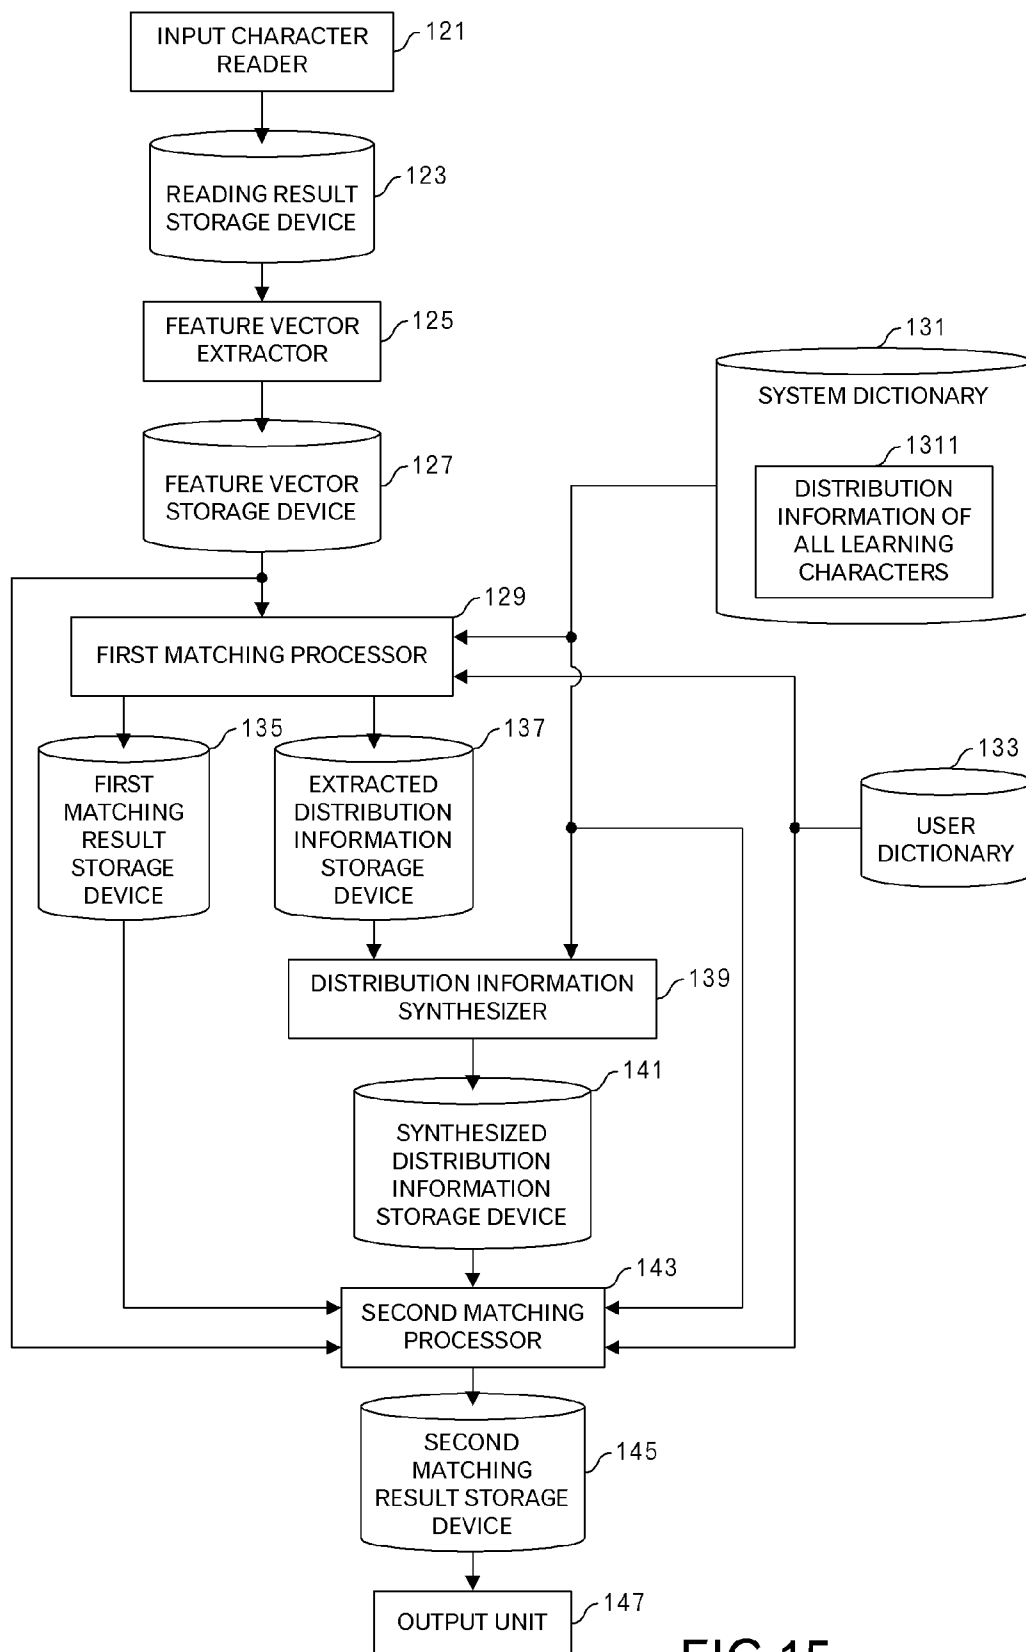 INPUT CHARACTER
READER
121
READING RESULT
STORAGE DEVICE
123
FEATURE VECTOR
EXTRACTOR
125
FEATURE VECTOR
STORAGE DEVICE
127
131
SYSTEM DICTIONARY
1311
DISTRIBUTION
INFORMATION OF
ALL LEARNING
CHARACTERS
129
FIRST MATCHING PROCESSOR
135
FIRST
MATCHING
RESULT
STORAGE
DEVICE
137
EXTRACTED
DISTRIBUTION
INFORMATION
STORAGE
DEVICE
133
USER
DICTIONARY
DISTRIBUTION INFORMATION
SYNTHESIZER
139
141
SYNTHESIZED
DISTRIBUTION
INFORMATION
STORAGE DEVICE
143
SECOND MATCHING
PROCESSOR
SECOND
MATCHING
RESULT STORAGE
DEVICE
145
OUTPUT UNIT
147
FIG.15